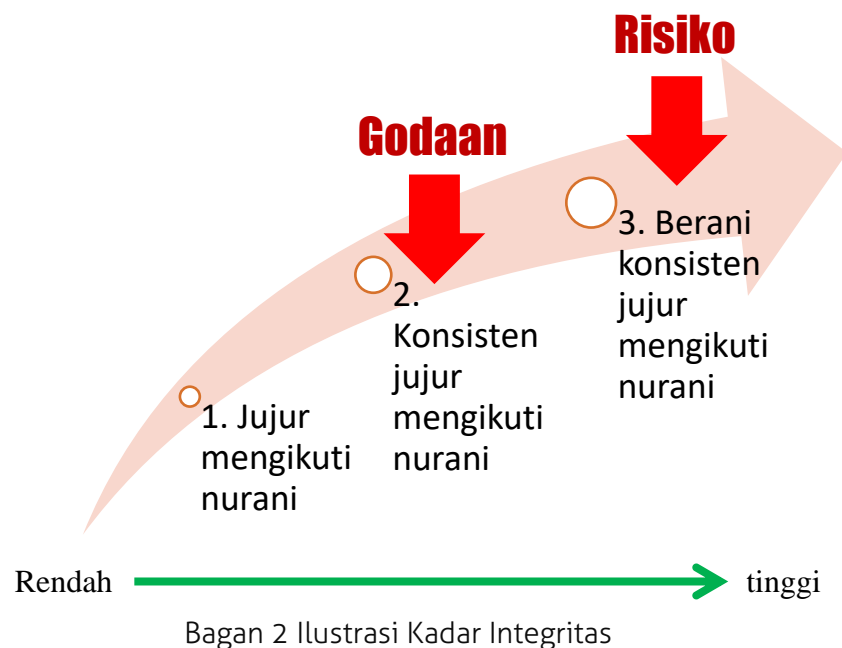 Risiko
Godaan
3. Berani
konsisten
jujur
mengikuti
nurani
2.
Konsisten
jujur
mengikuti
nurani
1. Jujur
mengikuti
nurani
Rendah
tinggi
Bagan 2 Ilustrasi Kadar Integritas